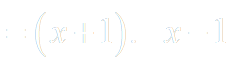 =-(x+1), x-1